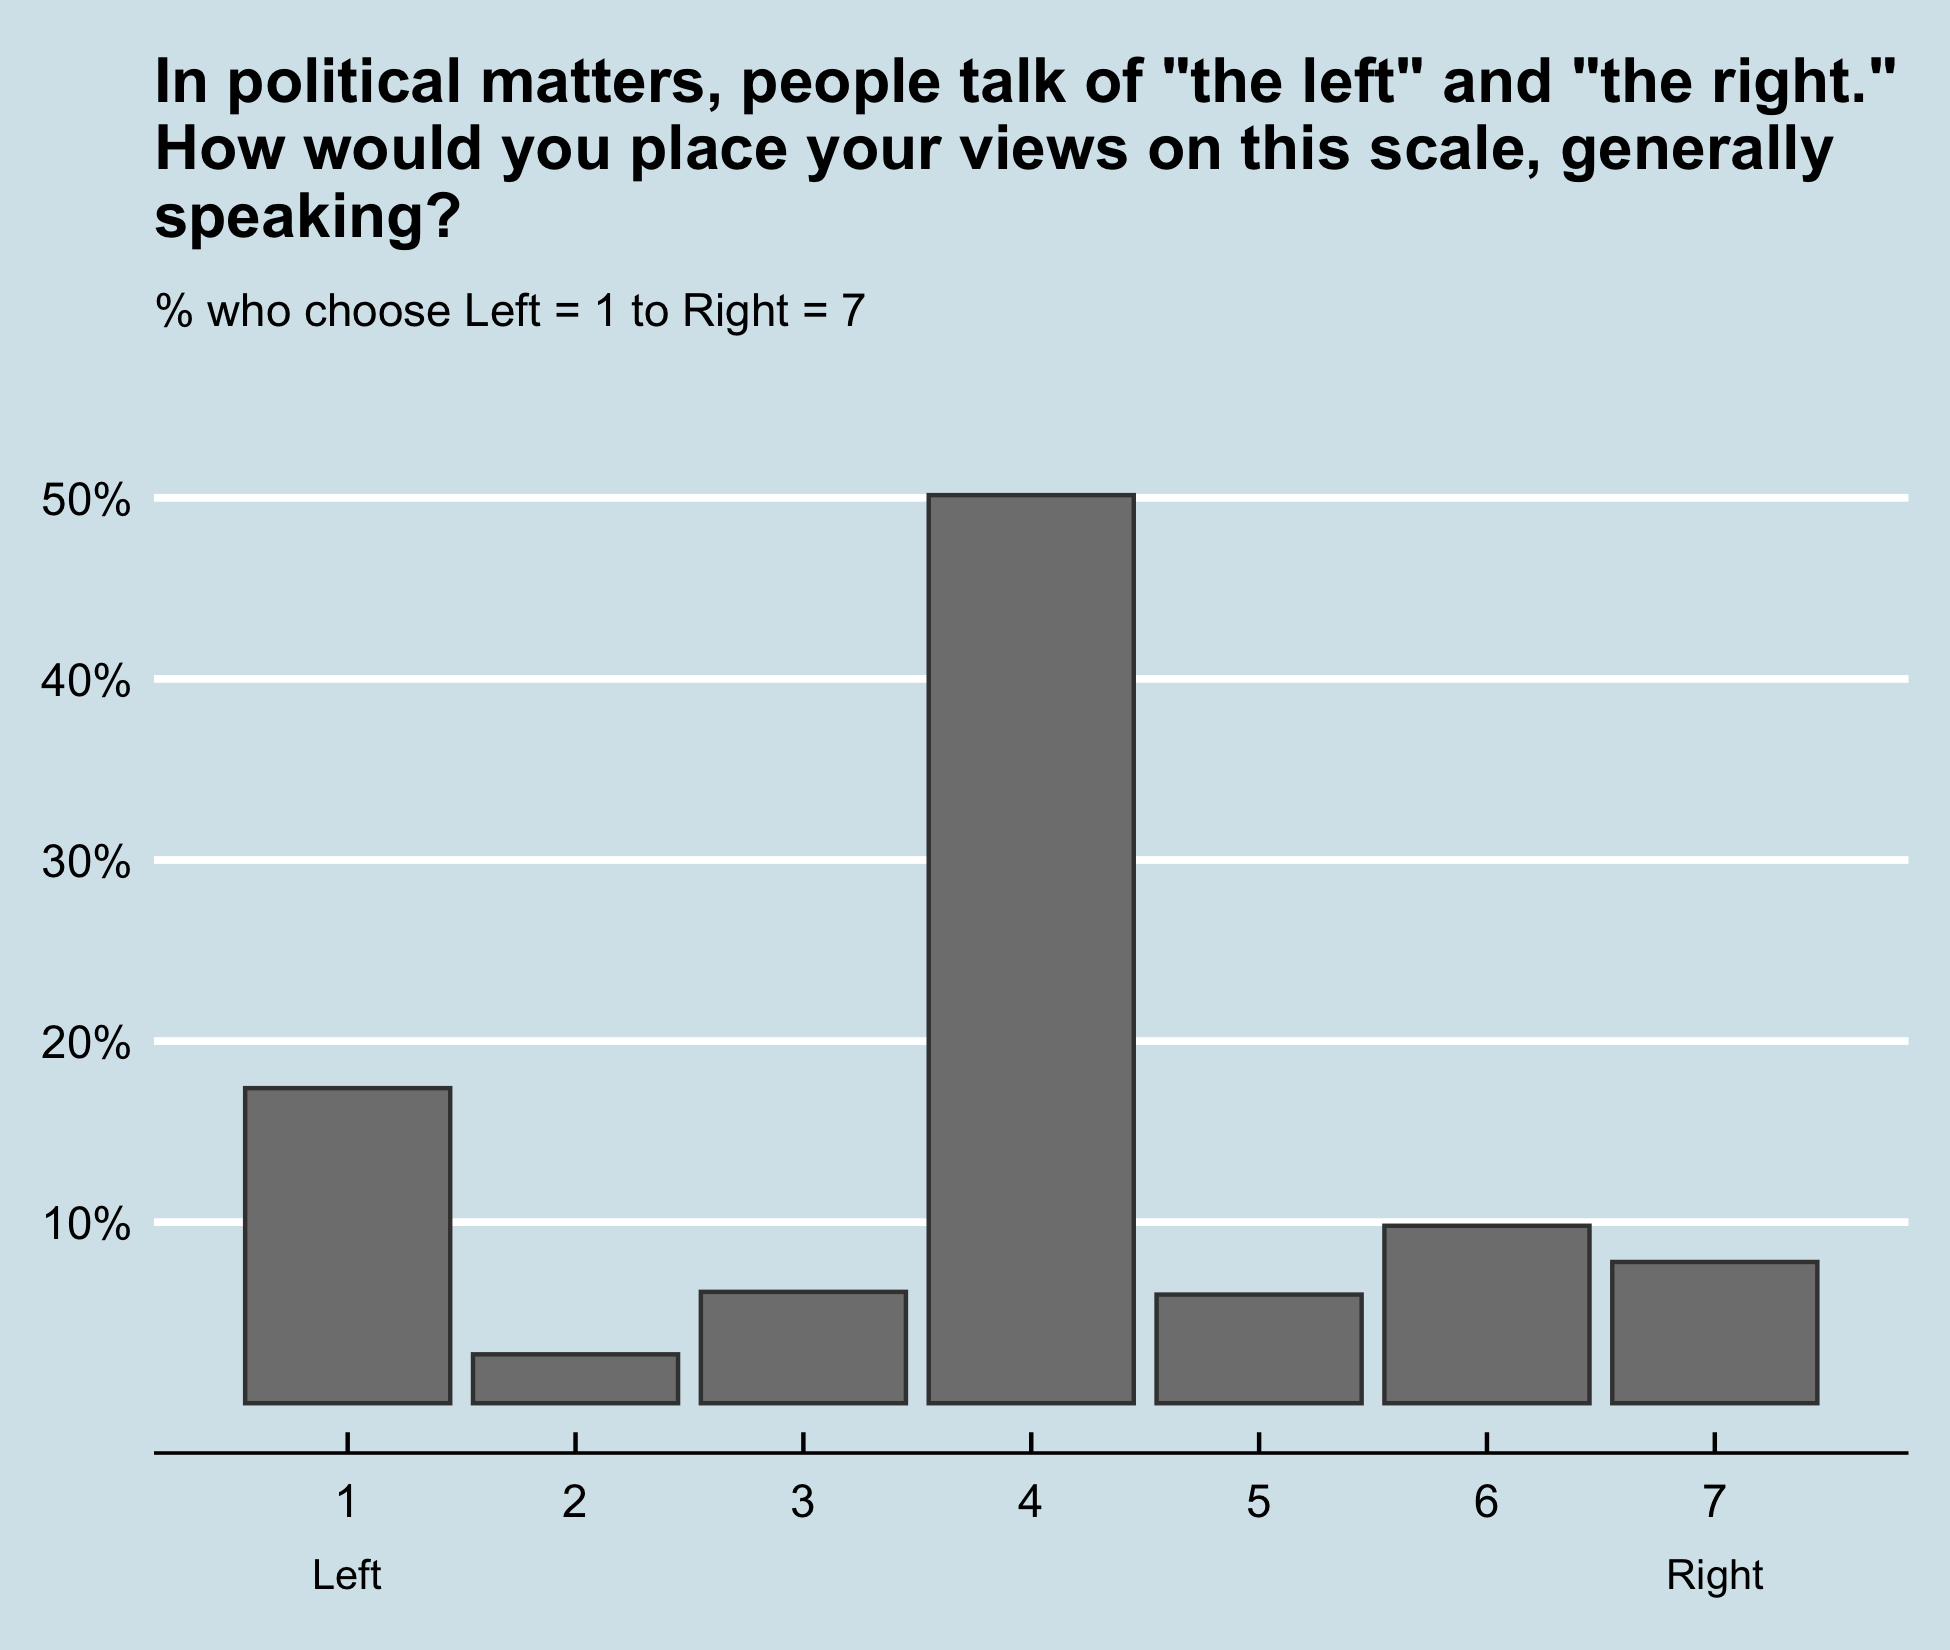 In political matters, people talk of "the left" and "the right."
How would you place your views on this scale, generally
speaking?
% who choose Left = 1 to Right = 7
50%
40%
30%
20%
10%
1 2 3 4 5 6 7
Left Right